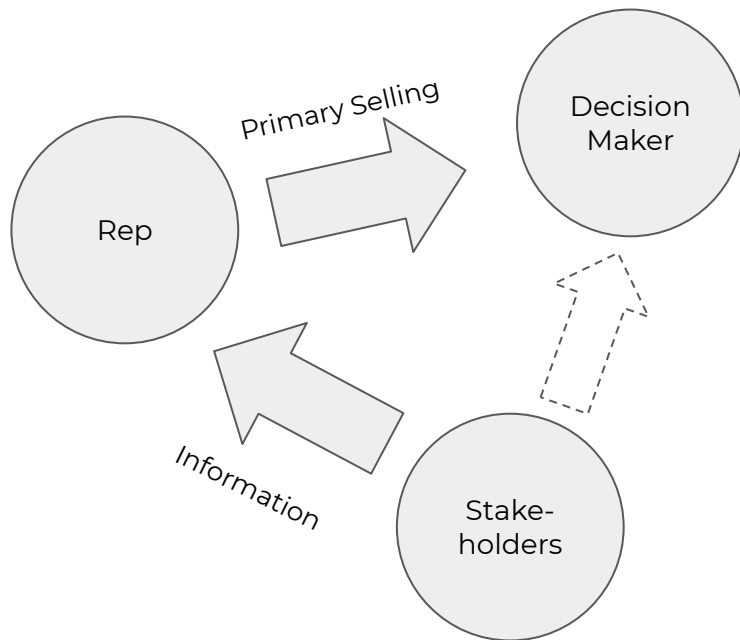 Primary Selling
Decision
Maker
Rep
Information
Stake-
holders